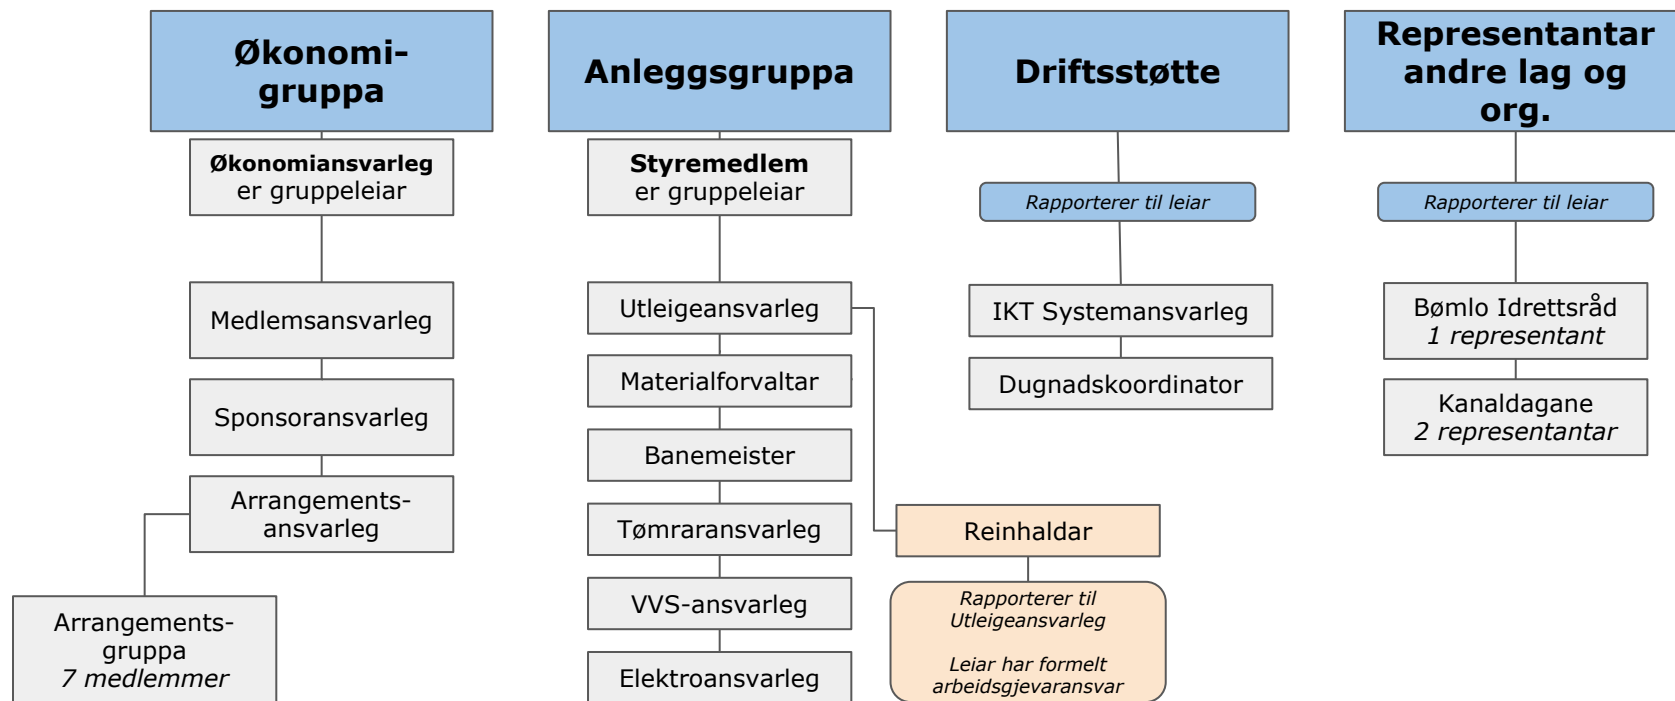 Økonomi-
gruppa
Økonomiansvarleg
er gruppeleiar
Medlemsansvarleg
Sponsoransvarleg
Arrangements-
ansvarleg
Arrangements-
gruppa
7 medlemmer
Anleggsgruppa
Styremedlem
er gruppeleiar
Utleigeansvarleg
Materialforvaltar
Banemeister
Tømraransvarleg
VVS-ansvarleg
Elektroansvarleg
Reinhaldar
Rapporterer til
Utleigeansvarleg
Leiar har formelt
arbeidsgjevaransvar
Driftsstøtte
Rapporterer til leiar
IKT Systemansvarleg
Dugnadskoordinator
Representantar
andre lag og
org.
Rapporterer til leiar
Bømlo Idrettsråd
1 representant
Kanaldagane
2 representantar